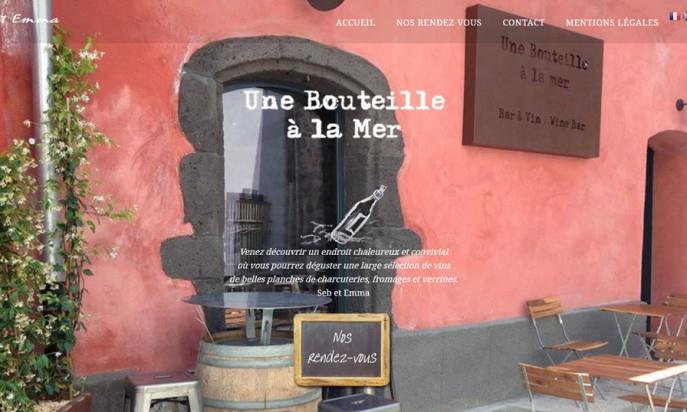 Emma
ACCUEIL NOS RENDEZ-VOUS CONTACT MENTIONS LÉGALES
Une Bouteille
à la mer
Bar à Vin / Wine Bar
Une Bouteille
à la Mer
Venez découvrir un endroit chaleureux et convivial
où vous pourrez déguster une large sélection de vins
de belles planches de charcuteries, fromages et verrines.
Seb et Emma
Nos
rendez-vous